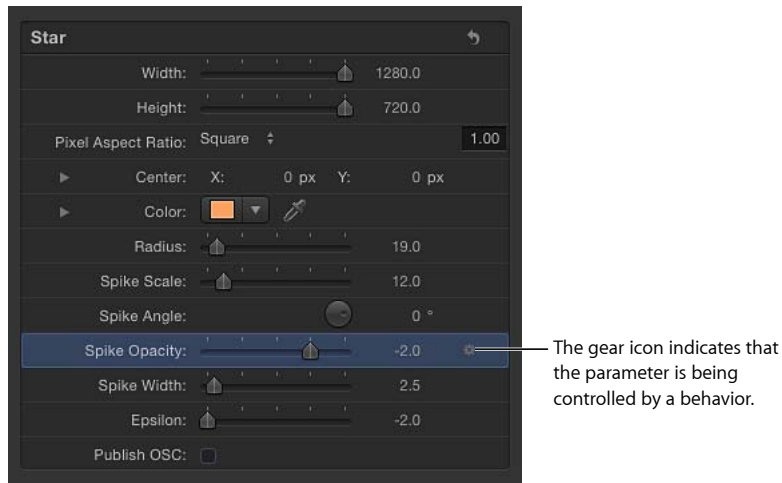 Star
Width: 1280.0
Height: 720.0
Pixel Aspect Ratio: Square 1.00
Center: X: 0 px Y: 0 px
Color:
Radius: 19.0
Spike Scale: 12.0
Spike Angle: 0 °
Spike Opacity: -2.0
Spike Width: 2.5
Epsilon: -2.0
Publish OSC:
The gear icon indicates that
the parameter is being
controlled by a behavior.